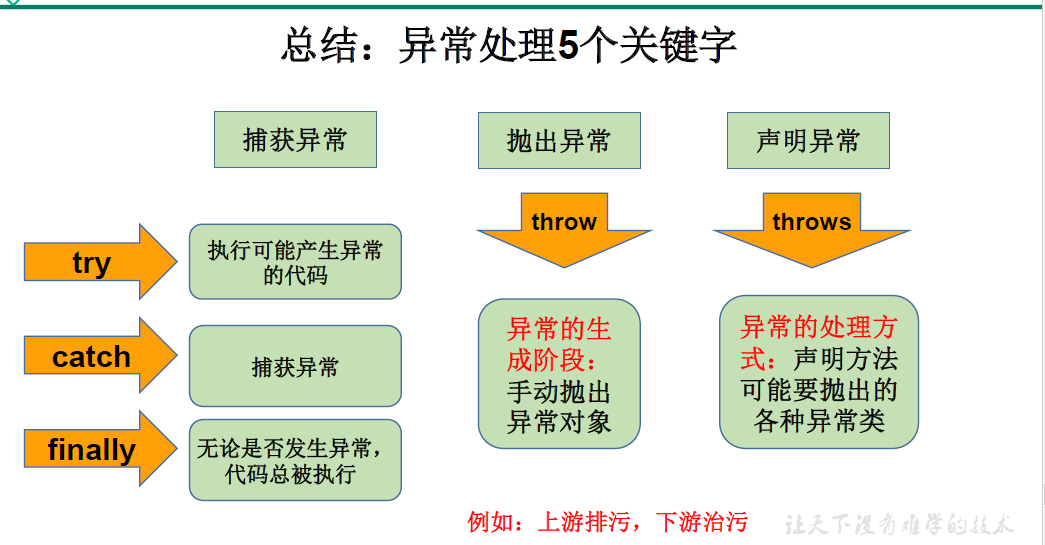 总结：异常处理5个关键字
捕获异常
抛出异常
声明异常
try
执行可能产生异常
的代码
catch
捕获异常
finally
无论是否发生异常，
代码总被执行
throw
异常的生
成阶段：
手动抛出
异常对象
throws
异常的处理方
式：声明方法
可能要抛出的
各种异常类
例如：上游排污，下游治污
让天下没有难学的技术